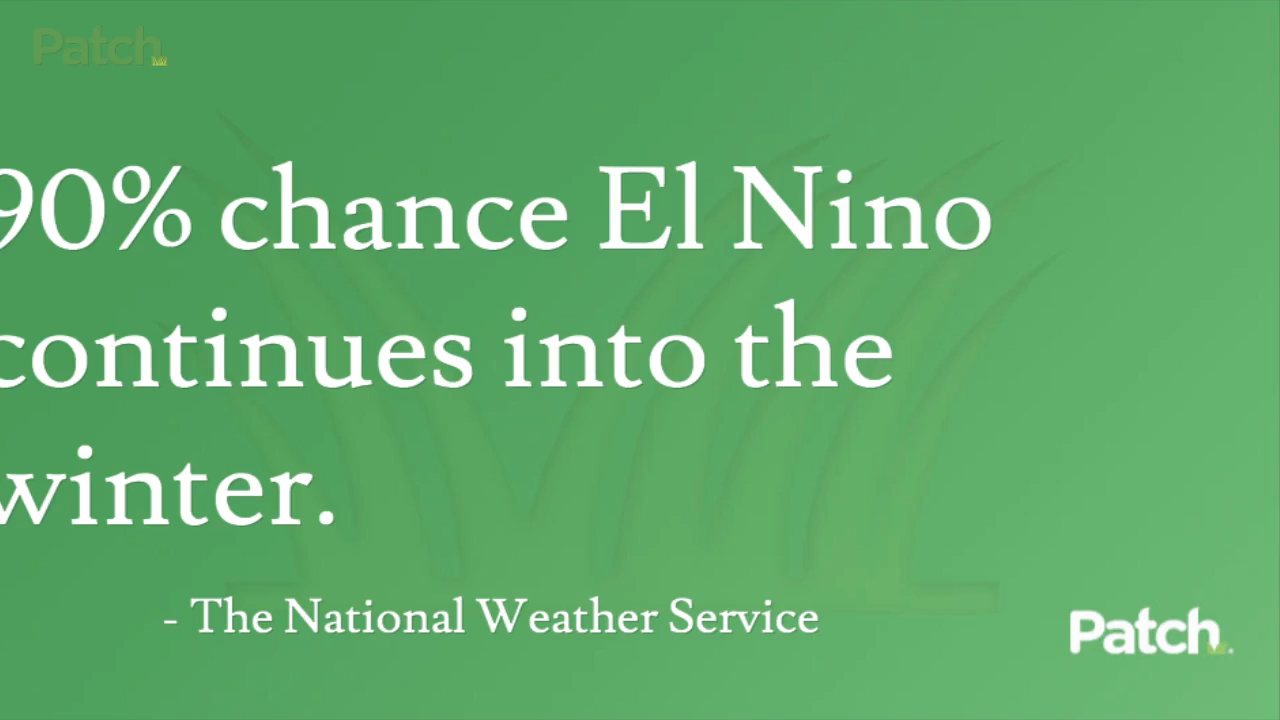 Patch
90% chance El Nino
continues into the
winter.
- The National Weather Service
Patch